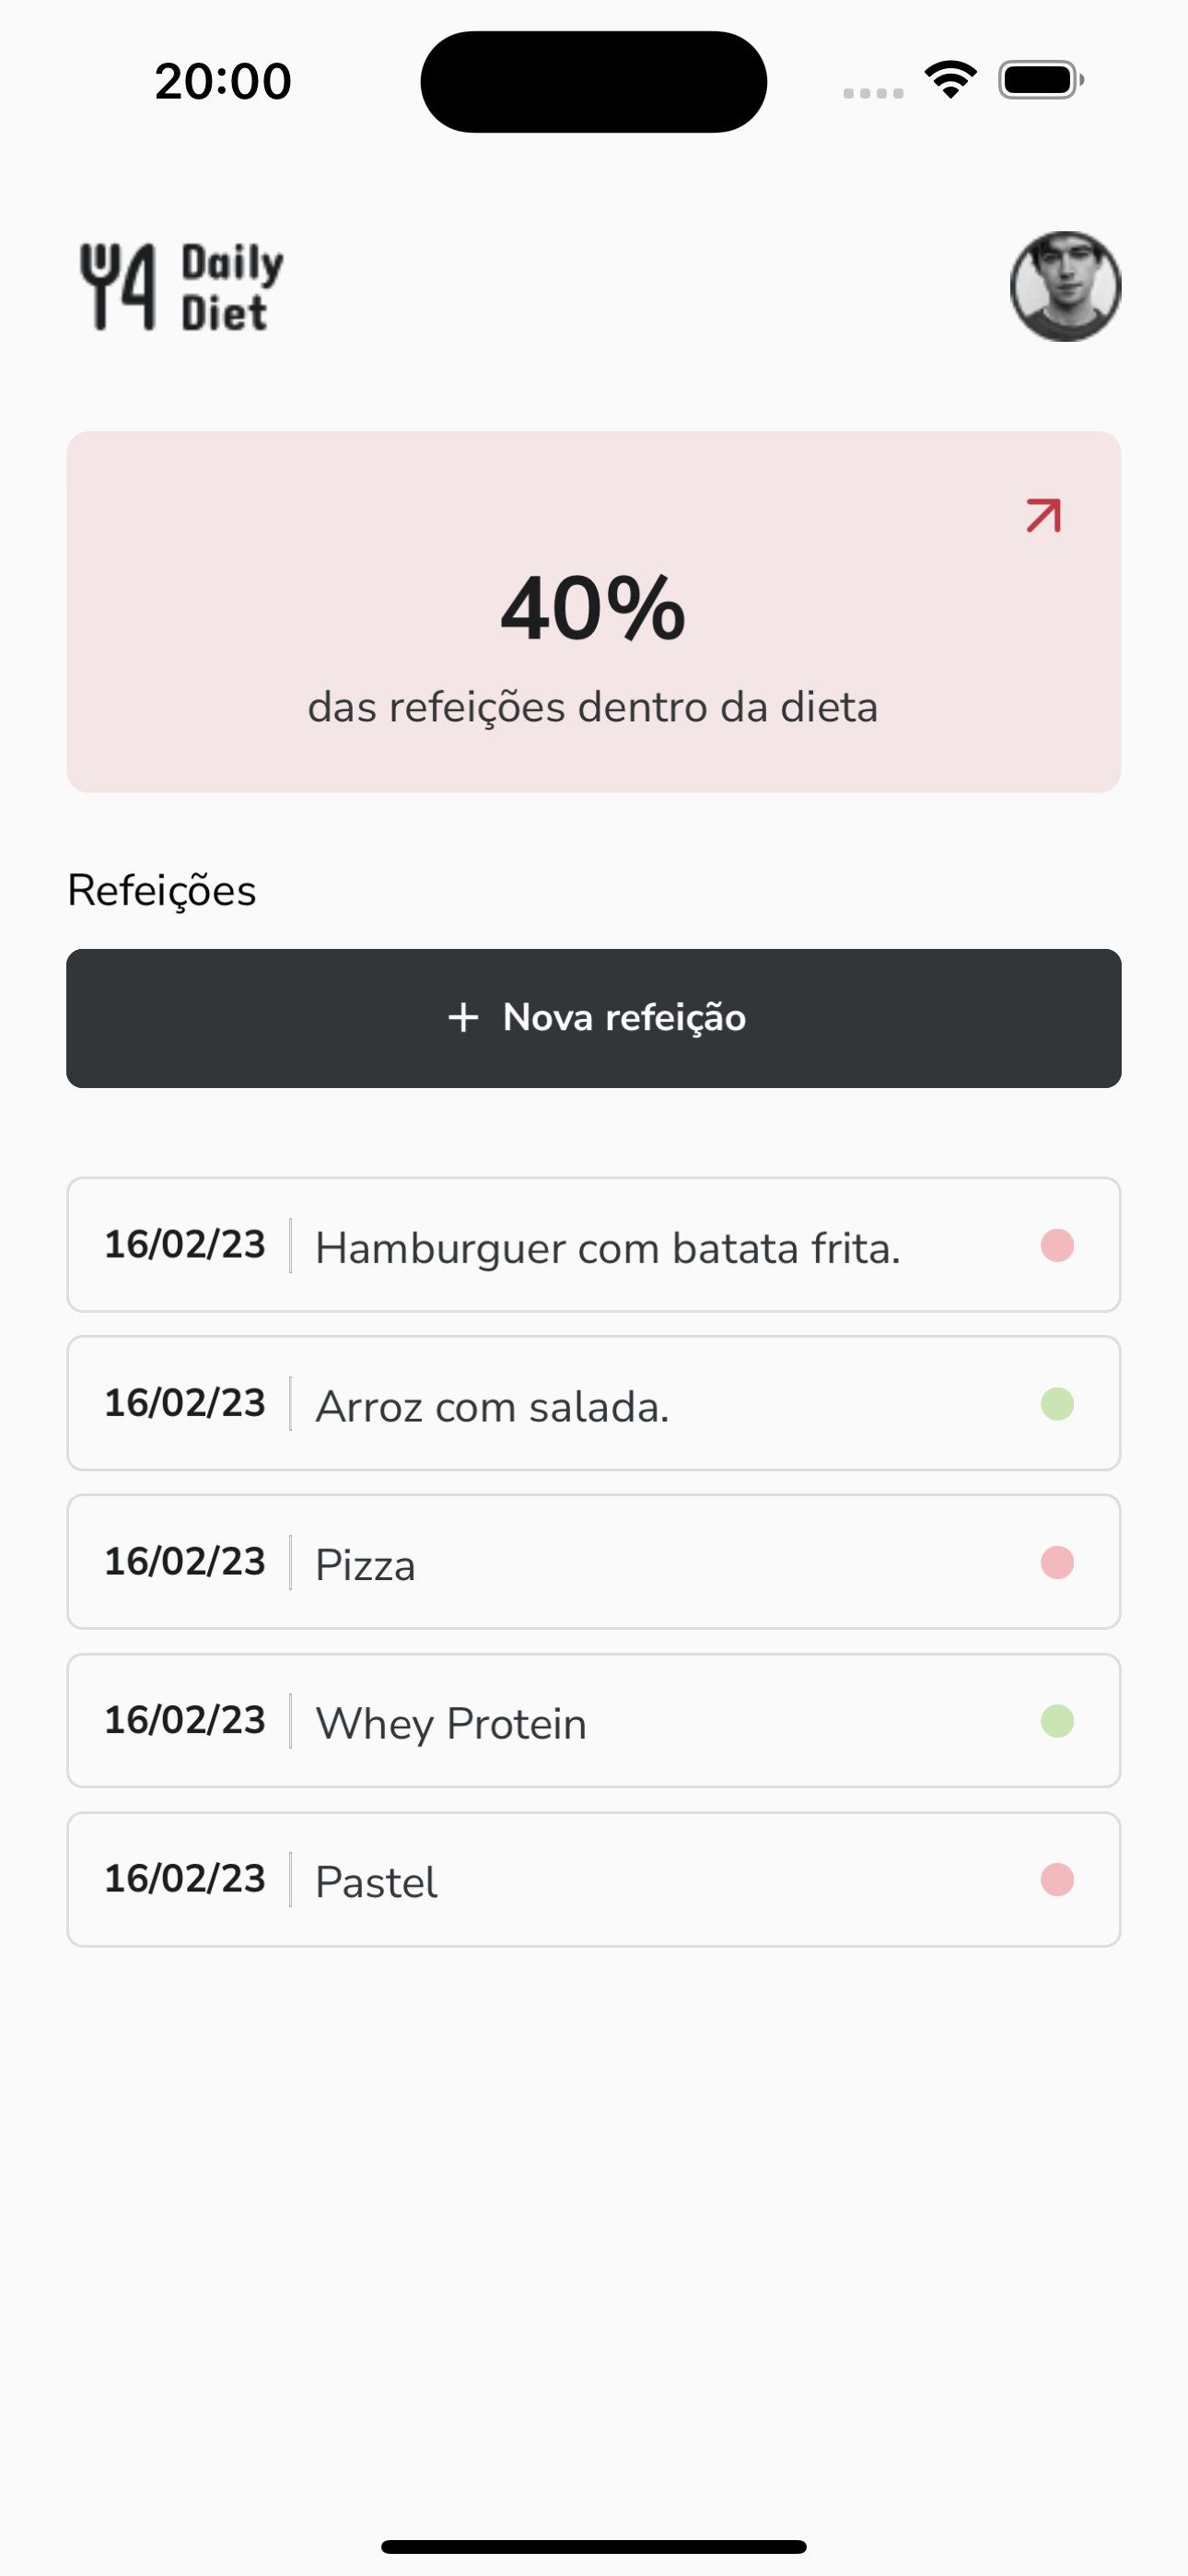 20:00
Daily
Diet
40%
das refeições dentro da dieta
Refeições
+ Nova refeição
16/02/23 Hamburguer com batata frita.
16/02/23 Arroz com salada.
16/02/23 Pizza
16/02/23 Whey Protein
16/02/23 Pastel